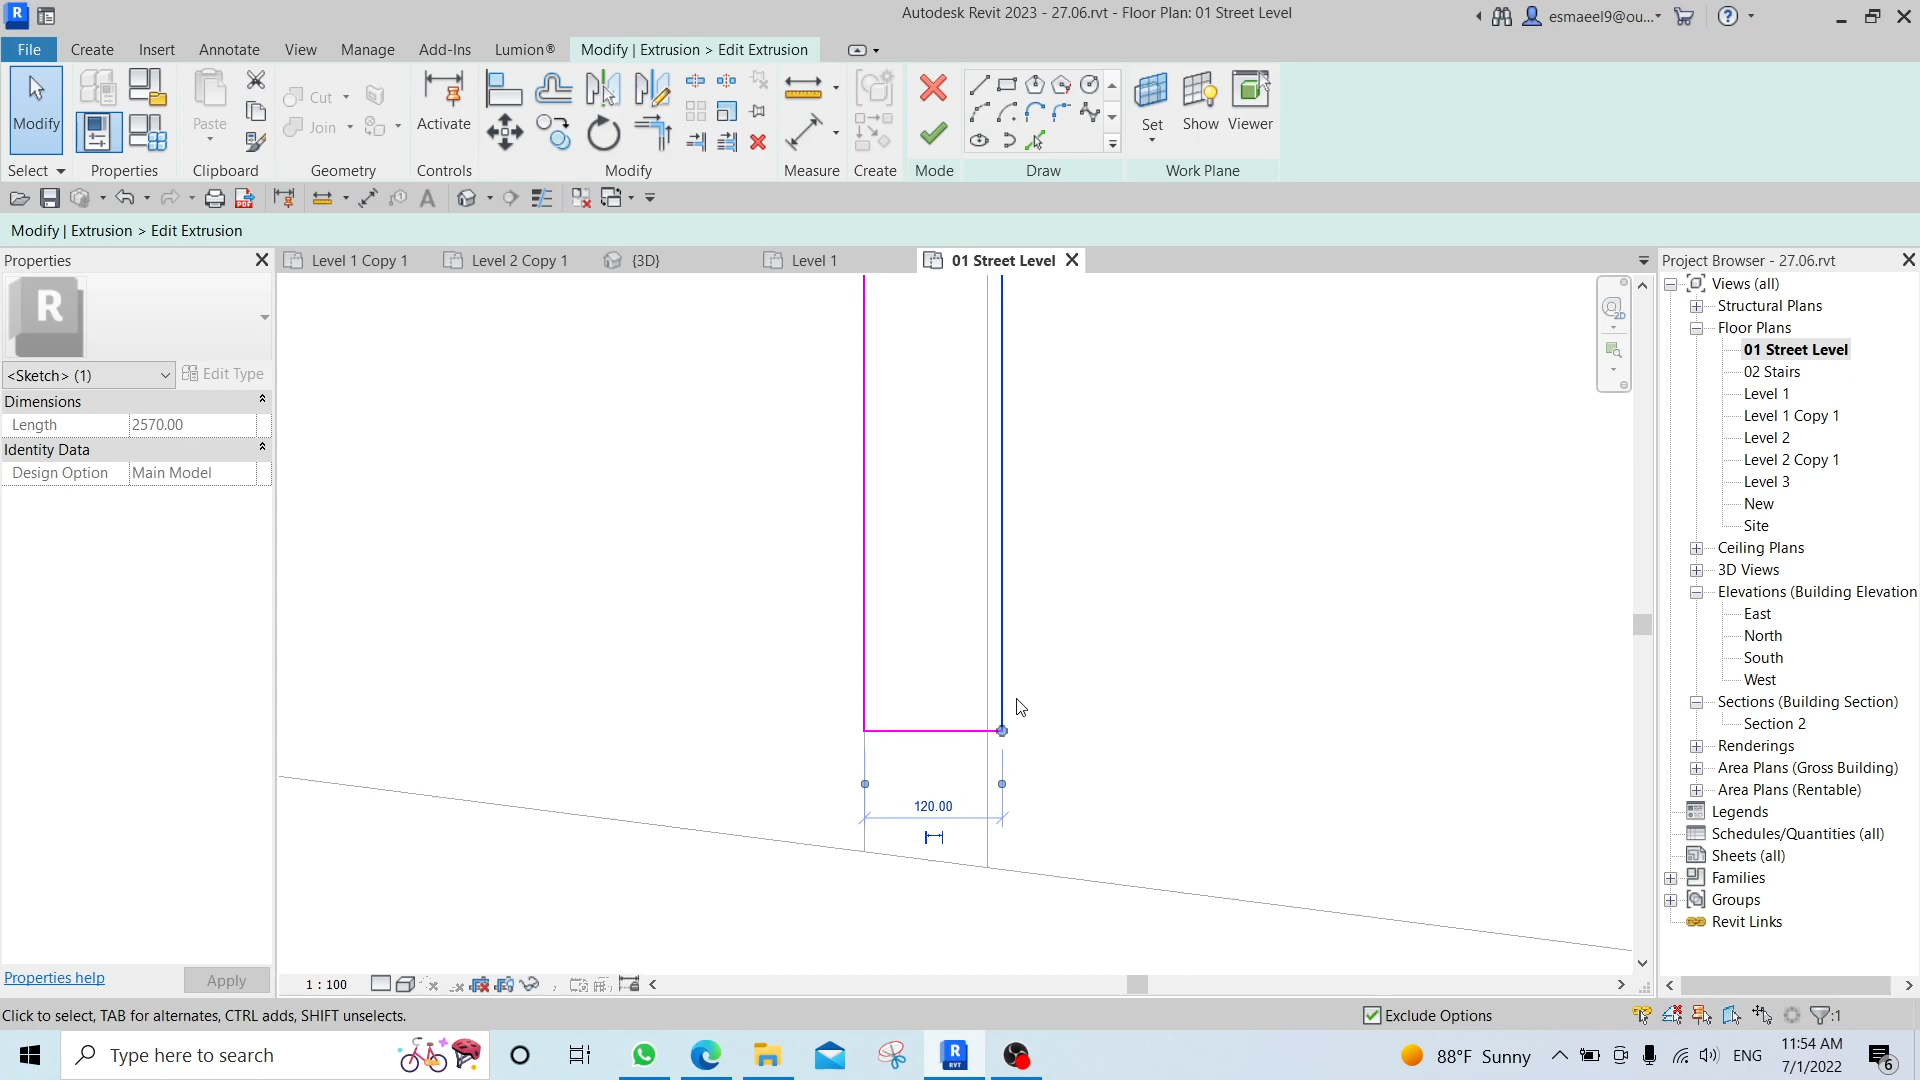 Autodesk Revit 2023 - 27.06.rvt - Floor Plan: 01 Street Level
esmaeel9@ou...
File Create Insert Annotate View Manage Add-Ins Lumion® Modify | Extrusion > Edit Extrusion
Modify
Paste
Cut
Join
Activate
Set
Show
Viewer
Select Properties Clipboard Geometry Controls Modify Measure Create Mode Draw Work Plane
Modify | Extrusion > Edit Extrusion
Properties
Level 1 Copy 1
Level 2 Copy 1
{3D}
Level 1
01 Street Level
Project Browser - 27.06.rvt
R
<Sketch> (1)
Edit Type
Dimensions
Length 2570.00
Identity Data
Design Option Main Model
Properties help
Apply
120.00
2D
Views (all)
Structural Plans
Floor Plans
01 Street Level
02 Stairs
Level 1
Level 1 Copy 1
Level 2
Level 2 Copy 1
Level 3
New
Site
Ceiling Plans
3D Views
Elevations (Building Elevation
East
North
South
West
Sections (Building Section)
Section 2
Renderings
Area Plans (Gross Building)
Area Plans (Rentable)
Legends
Schedules/Quantities (all)
Sheets (all)
Families
Groups
Revit Links
1 : 100
Click to select, TAB for alternates, CTRL adds, SHIFT unselects.
Exclude Options
:1
Type here to search
88°F Sunny
ENG
11:54 AM
7/1/2022
6